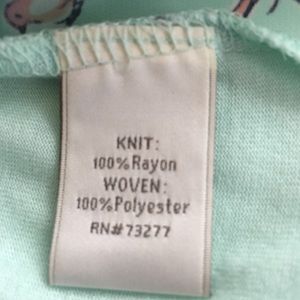 KNIT:
100%Rayon
WOVEN:
100%Polyester
RN#73277